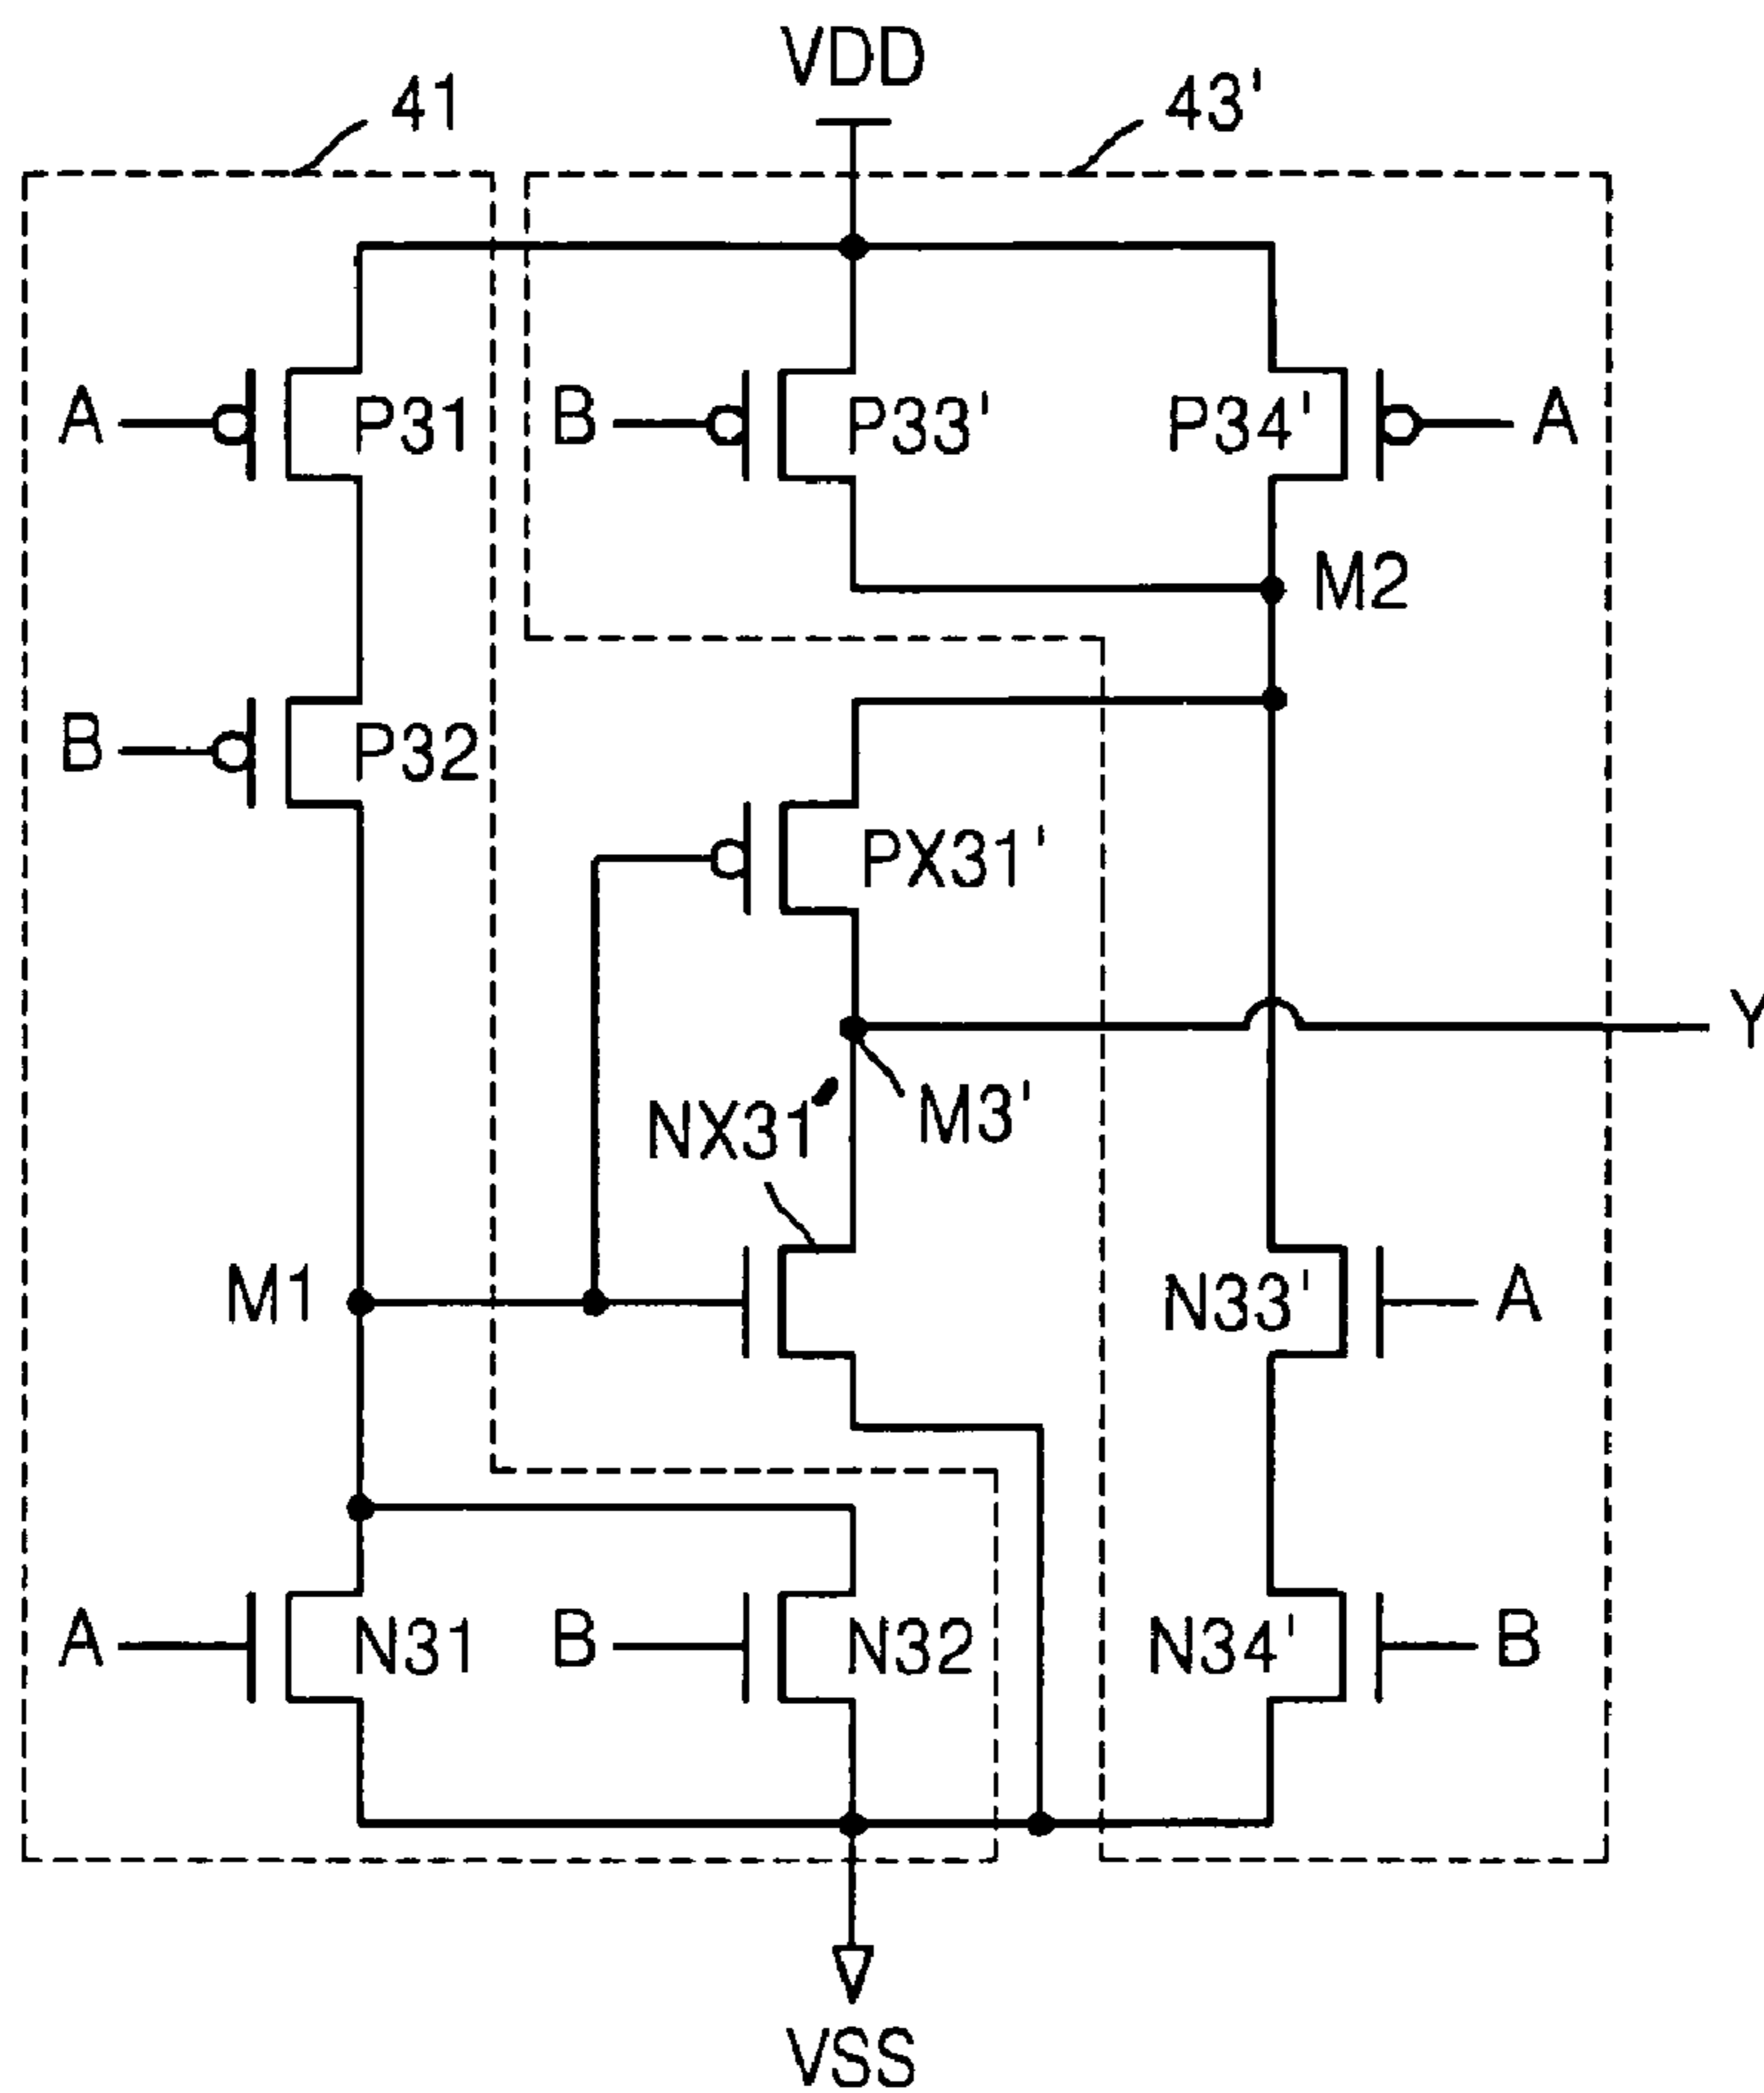 VDD
41
43'
A
P31
B
P33'
P34'
A
M2
B
P32
PX31'
Y
NX31'
M3'
M1
N33'
A
A
N31
B
N32
N34'
B
VSS